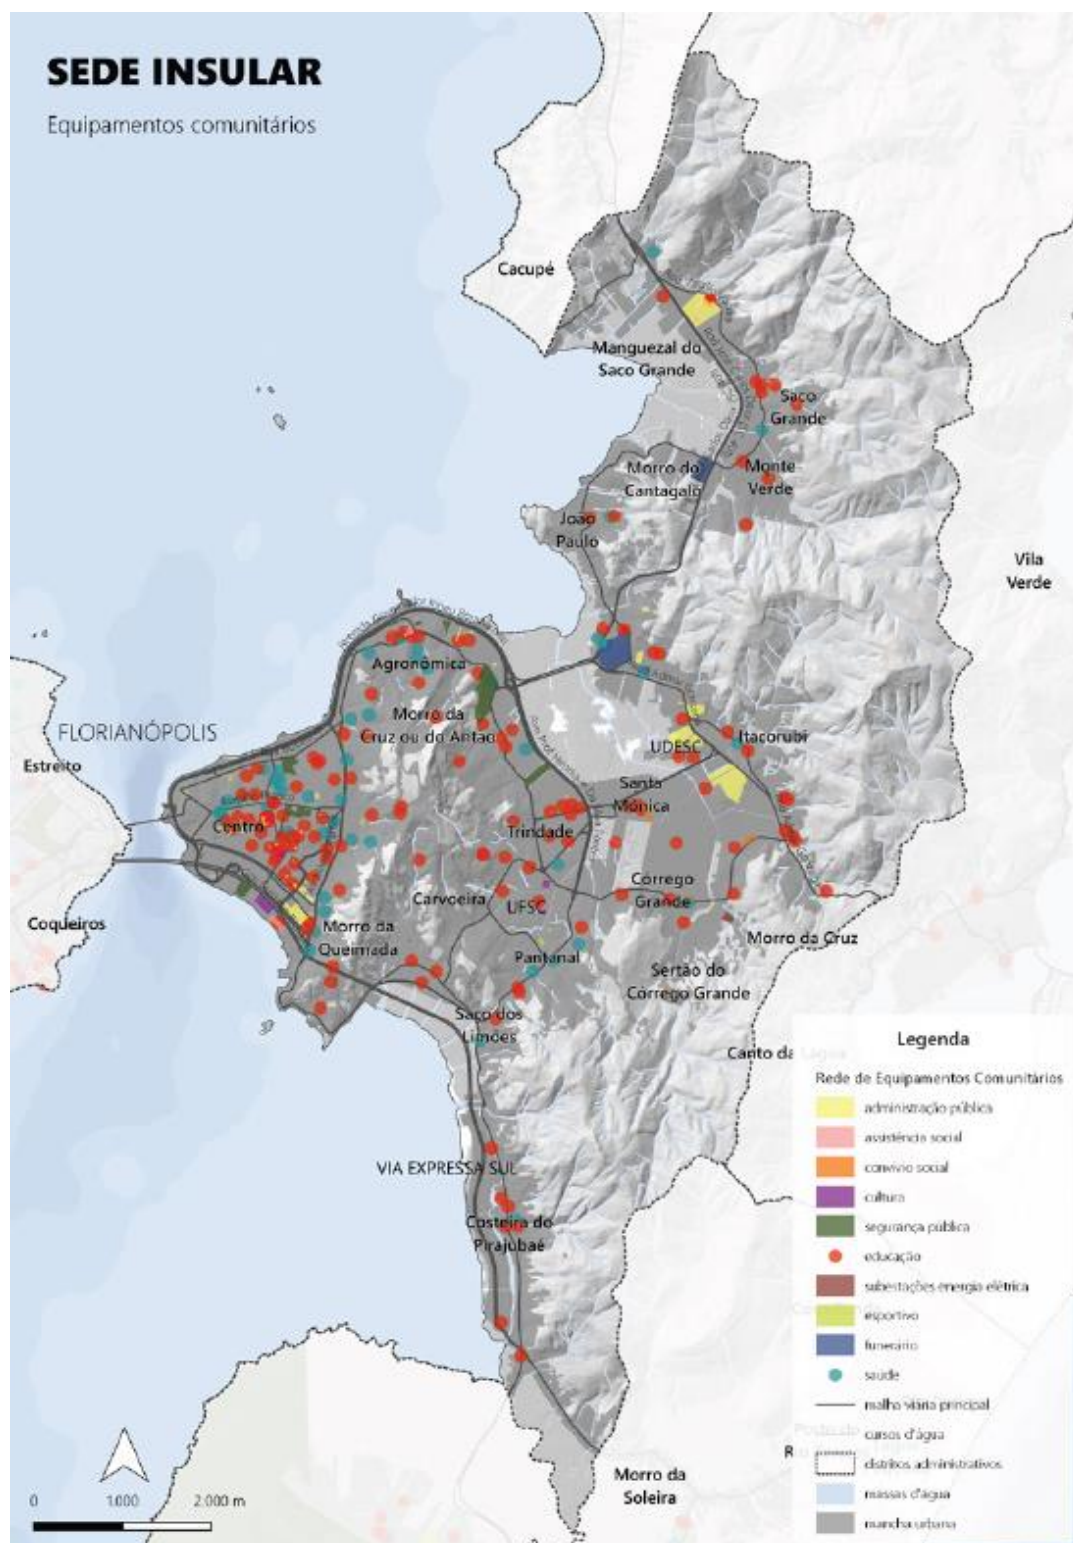 SEDE INSULAR
Equipamentos comunitários
Cacupé
Manguezal do
Saco Grande
Saco
Grande
Morro do
Cantagalo
Monte
Verde
João
Paulo
Vila
Verde
Agronômica
FLORIANÓPOLIS
Morro da
Cruz ou do Antão
Estreito
UDESC
Itacorubi
Santa
Mônica
Centro
Trindade
Córrego
Grande
Carvoeira
UFSC
Coqueiros
Morro da
Queimada
Morro da Cruz
Pantanal
Sertão do
Córrego Grande
Saco dos
Limões
Canto da Lagoa
VIA EXPRESSA SUL
Costeira do
Pirajubaé
Morro da
Soleira
R
0 1000 2.000 m
Legenda
Rede de Equipamentos Comunitários
administração pública
assistência social
convívio social
cultura
segurança pública
educação
subestações energia elétrica
esportivo
funerário
saúde
malha viária principal
cursos d'água
distritos administrativos
massas d'água
mancha urbana